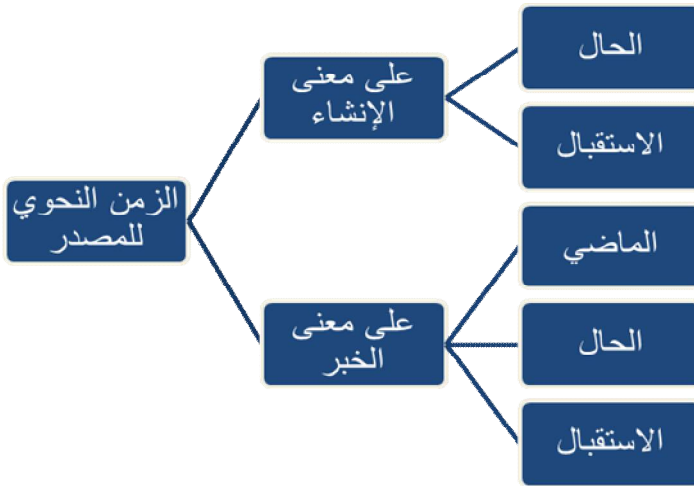 الزمن النحوي
للمصدر
على معنى
الإنشاء
الحال
الاستقبال
على معنى
الخبر
الماضي
الحال
الاستقبال